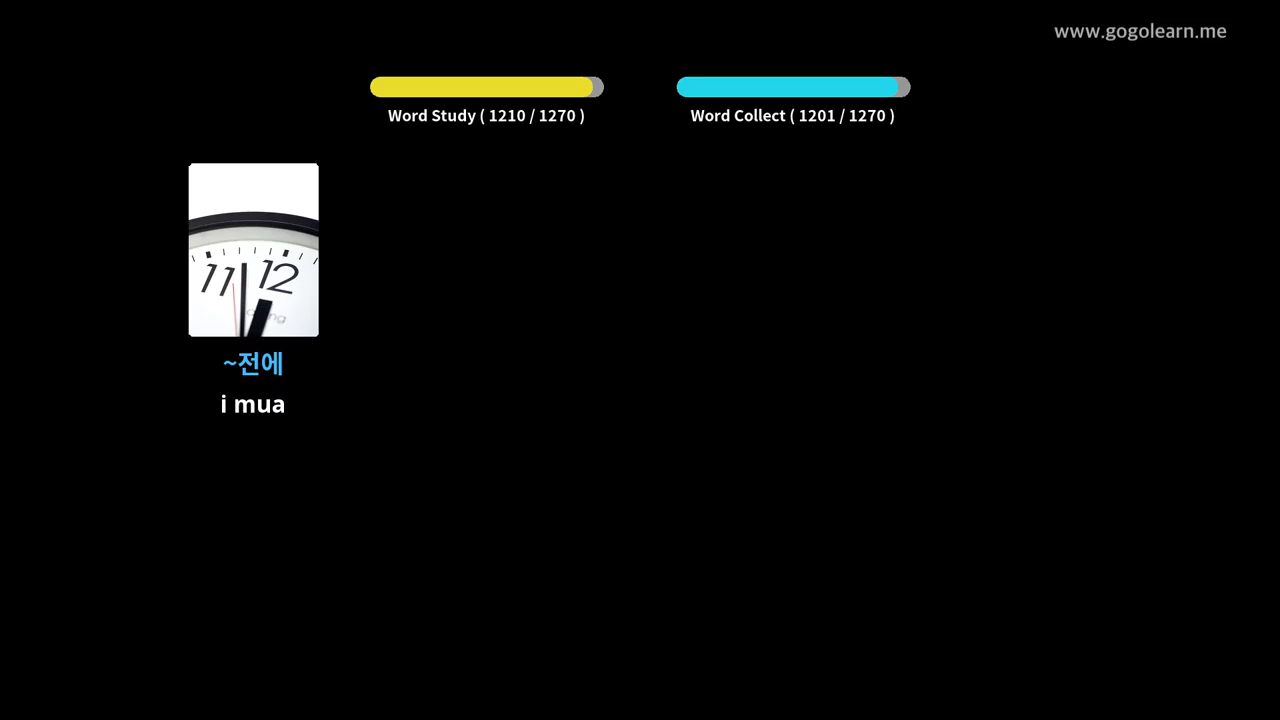 www.gogolearn.me
Word Study ( 1210 / 1270 )
Word Collect ( 1201 / 1270 )
11 12
~전에
i mua